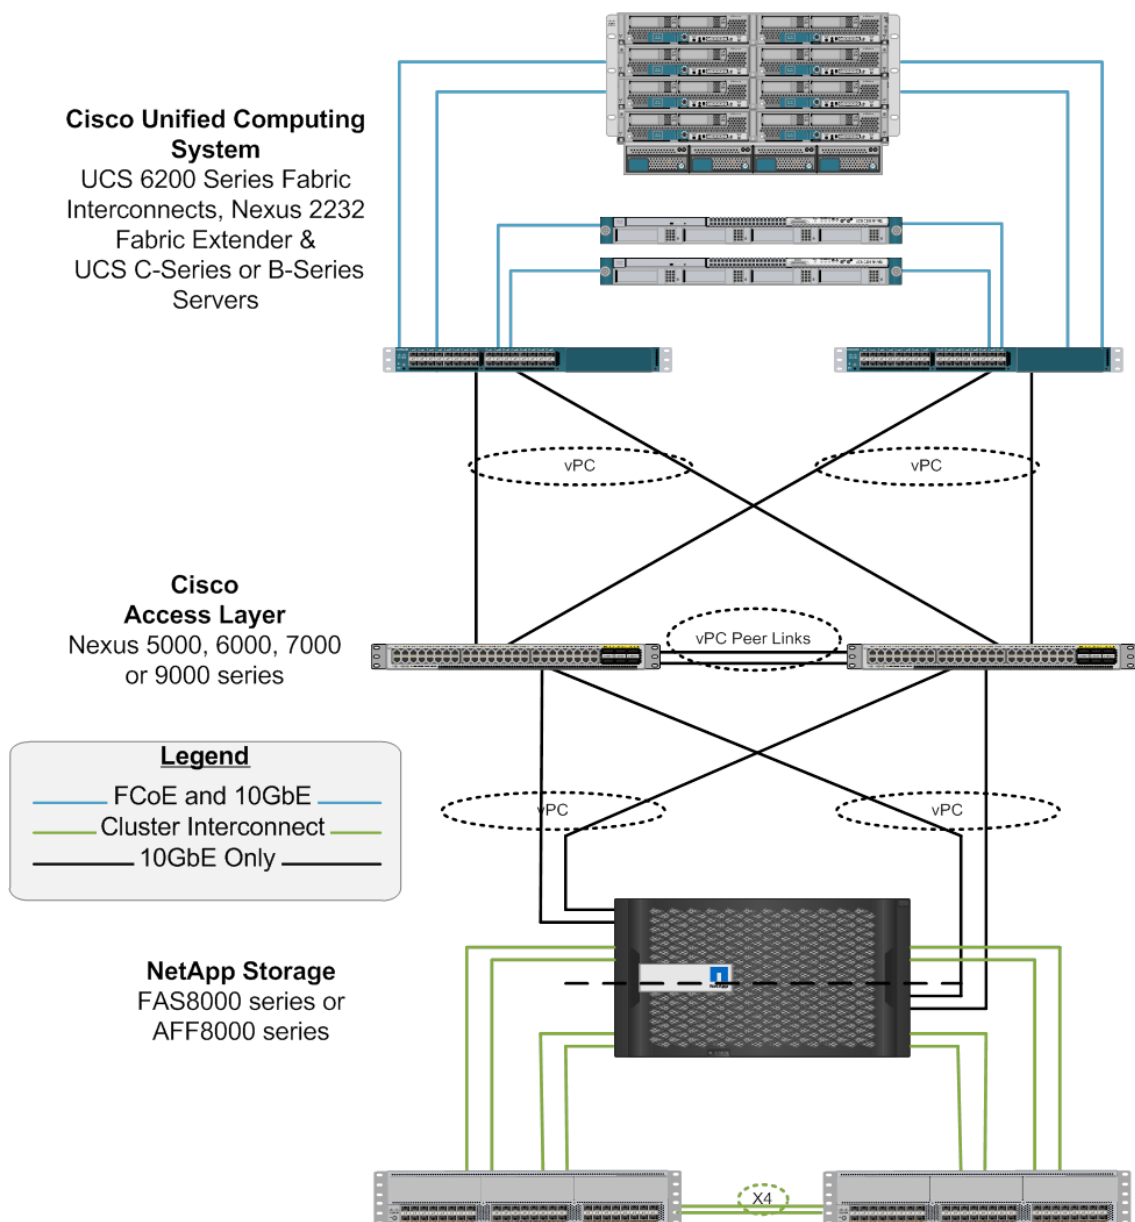 Cisco Unified Computing
System
UCS 6200 Series Fabric
Interconnects, Nexus 2232
Fabric Extender &
UCS C-Series or B-Series
Servers
vPC
vPC
Cisco
Access Layer
Nexus 5000, 6000, 7000
or 9000 series
vPC Peer Links
Legend
FCoE and 10GbE
Cluster Interconnect
10GbE Only
vPC
vPC
NetApp Storage
FAS8000 series or
AFF8000 series
NetApp
X4